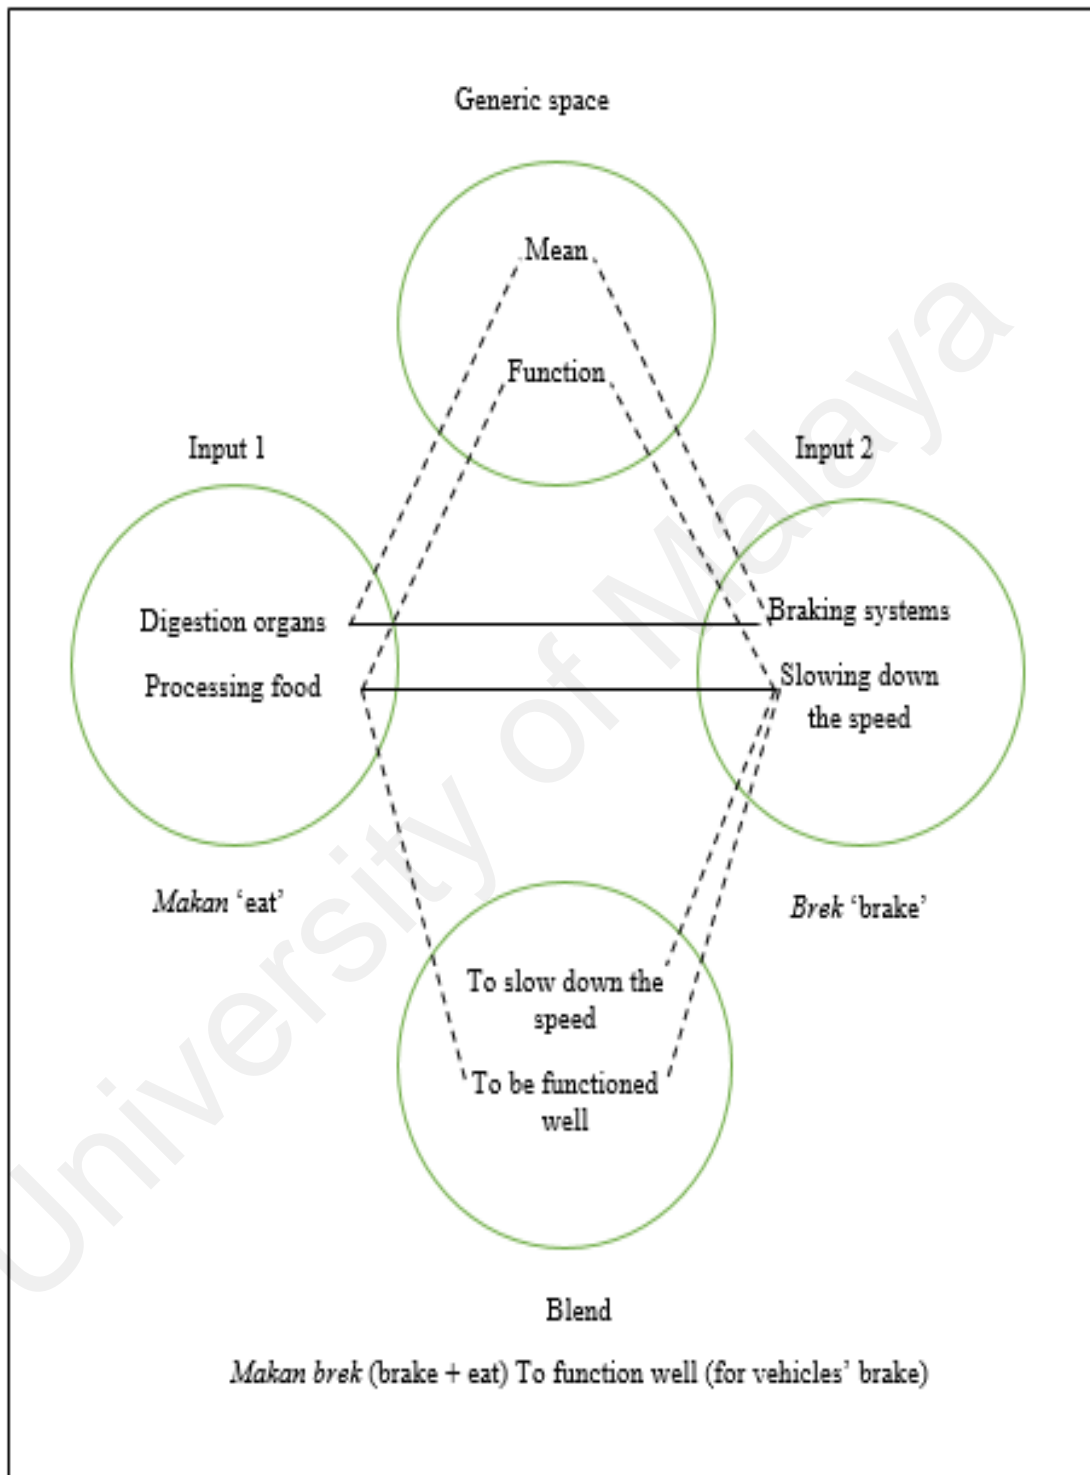 Generic space
Mean
Function
Input 1
Input 2
Digestion organs
Braking systems
Processing food
Slowing down
the speed
Makan ‘eat’
Brek ‘brake’
To slow down the
speed
To be functioned
well
Blend
Makan brek (brake + eat) To function well (for vehicles’ brake)
University of Malaya